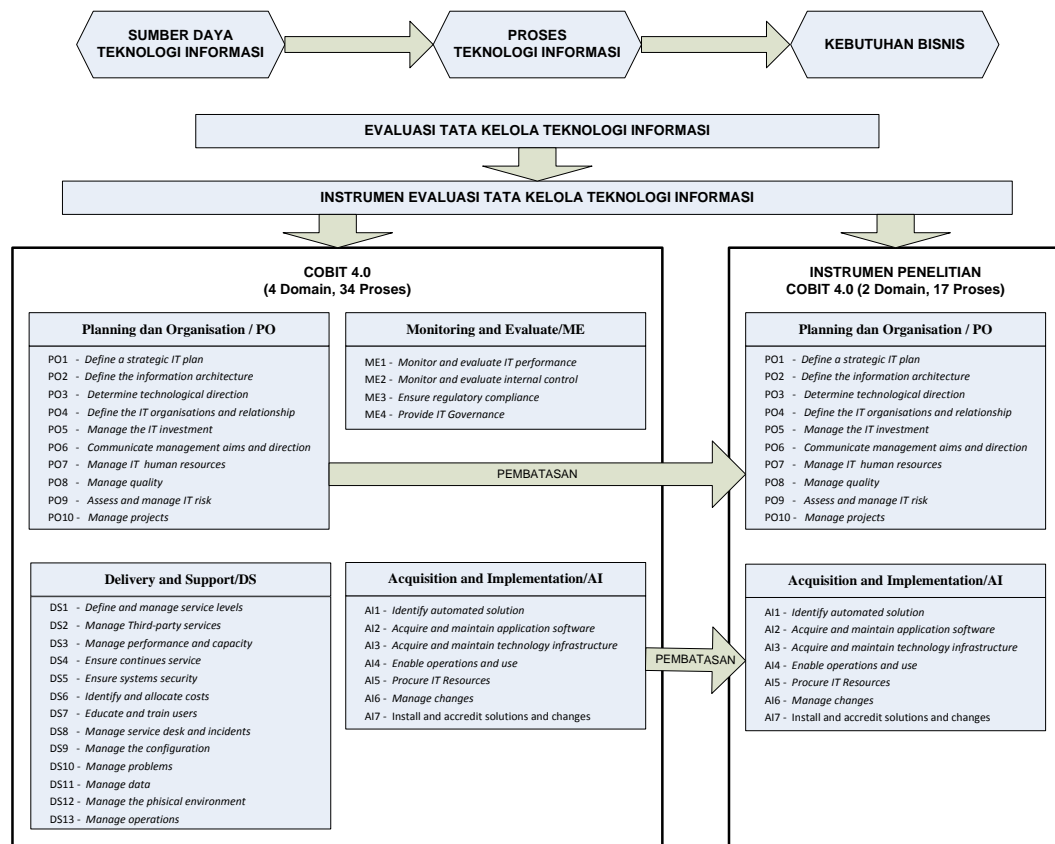 SUMBER DAYA
TEKNOLOGI INFORMASI
PROSES
TEKNOLOGI INFORMASI
KEBUTUHAN BISNIS
EVALUASI TATA KELOLA TEKNOLOGI INFORMASI
INSTRUMEN EVALUASI TATA KELOLA TEKNOLOGI INFORMASI
COBIT 4.0
(4 Domain, 34 Proses)
Planning dan Organisation / PO
PO1 - Define a strategic IT plan
PO2 - Define the information architecture
PO3 - Determine technological direction
PO4 - Define the IT organisations and relationship
PO5 - Manage the IT investment
PO6 - Communicate management aims and direction
PO7 - Manage IT human resources
PO8 - Manage quality
PO9 - Assess and manage IT risk
PO10 - Manage projects
Monitoring and Evaluate/ME
ME1 - Monitor and evaluate IT performance
ME2 - Monitor and evaluate internal control
ME3 - Ensure regulatory compliance
ME4 - Provide IT Governance
PEMBATASAN
Delivery and Support/DS
DS1 - Define and manage service levels
DS2 - Manage Third-party services
DS3 - Manage performance and capacity
DS4 - Ensure continues service
DS5 - Ensure systems security
DS6 - Identify and allocate costs
DS7 - Educate and train users
DS8 - Manage service desk and incidents
DS9 - Manage the configuration
DS10 - Manage problems
DS11 - Manage data
DS12 - Manage the phisical environment
DS13 - Manage operations
Acquisition and Implementation/AI
AI1 - Identify automated solution
AI2 - Acquire and maintain application software
AI3 - Acquire and maintain technology infrastructure
AI4 - Enable operations and use
AI5 - Procure IT Resources
AI6 - Manage changes
AI7 - Install and accredit solutions and changes
PEMBATASAN
INSTRUMEN PENELITIAN
COBIT 4.0 (2 Domain, 17 Proses)
Planning dan Organisation / PO
PO1 - Define a strategic IT plan
PO2 - Define the information architecture
PO3 - Determine technological direction
PO4 - Define the IT organisations and relationship
PO5 - Manage the IT investment
PO6 - Communicate management aims and direction
PO7 - Manage IT human resources
PO8 - Manage quality
PO9 - Assess and manage IT risk
PO10 - Manage projects
Acquisition and Implementation/AI
AI1 - Identify automated solution
AI2 - Acquire and maintain application software
AI3 - Acquire and maintain technology infrastructure
AI4 - Enable operations and use
AI5 - Procure IT Resources
AI6 - Manage changes
AI7 - Install and accredit solutions and changes